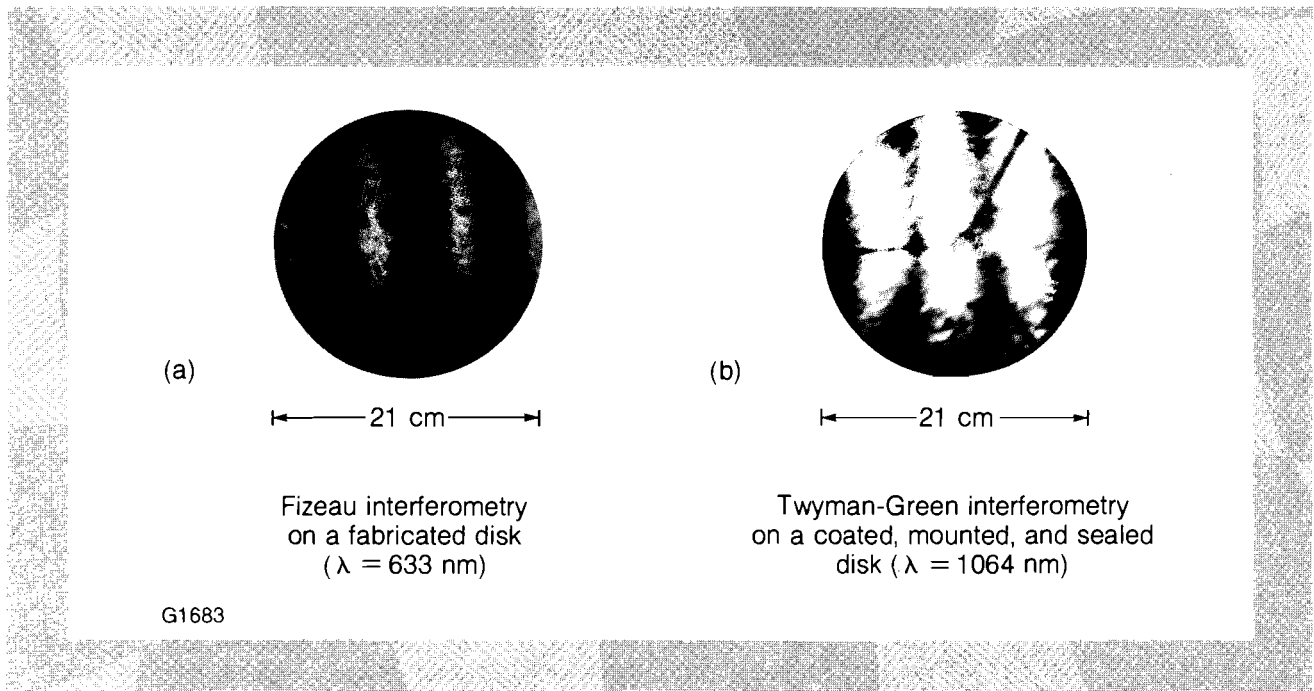 (a)
21 cm
Fizeau interferometry
on a fabricated disk
(λ = 633 nm)
(b)
21 cm
Twyman-Green interferometry
on a coated, mounted, and sealed
disk (λ = 1064 nm)
G1683